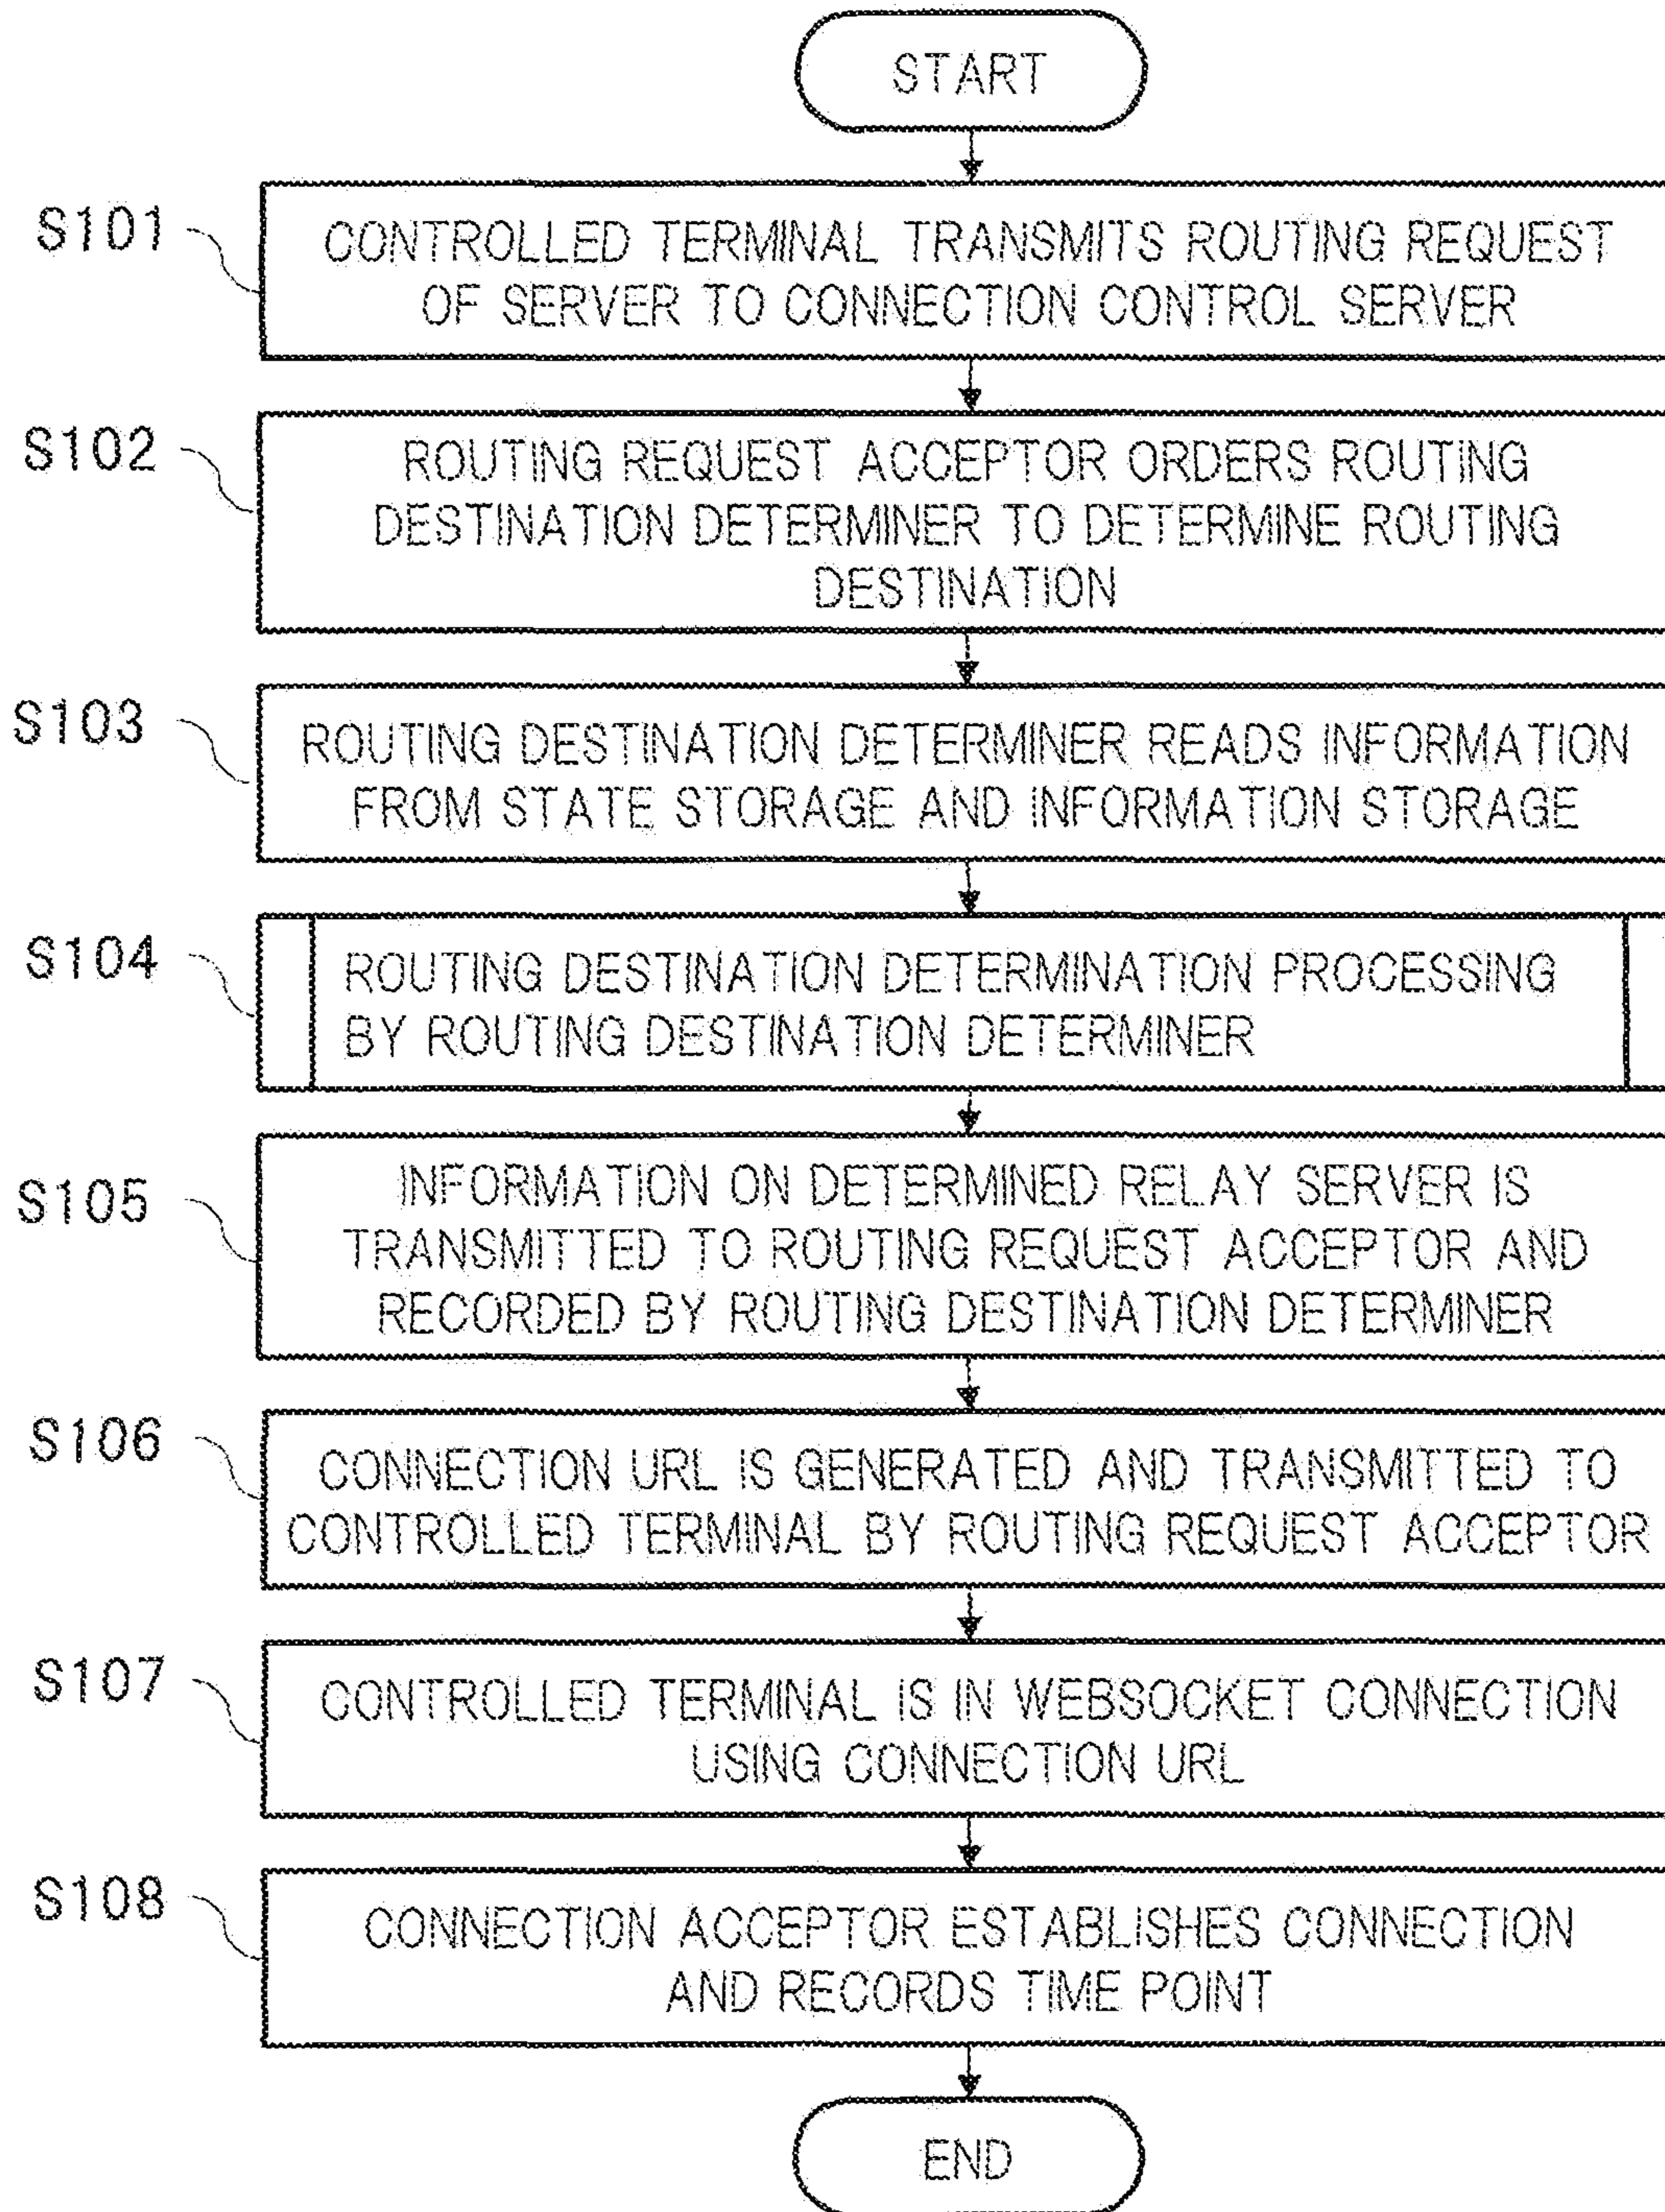 START
S101
CONTROLLED TERMINAL TRANSMITS ROUTING REQUEST
OF SERVER TO CONNECTION CONTROL SERVER
S102
ROUTING REQUEST ACCEPTOR ORDERS ROUTING
DESTINATION DETERMINER TO DETERMINE ROUTING
DESTINATION
S103
ROUTING DESTINATION DETERMINER READS INFORMATION
FROM STATE STORAGE AND INFORMATION STORAGE
S104
ROUTING DESTINATION DETERMINATION PROCESSING
BY ROUTING DESTINATION DETERMINER
S105
INFORMATION ON DETERMINED RELAY SERVER IS
TRANSMITTED TO ROUTING REQUEST ACCEPTOR AND
RECORDED BY ROUTING DESTINATION DETERMINER
S106
CONNECTION URL IS GENERATED AND TRANSMITTED TO
CONTROLLED TERMINAL BY ROUTING REQUEST ACCEPTOR
S107
CONTROLLED TERMINAL IS IN WEBSOCKET CONNECTION
USING CONNECTION URL
S108
CONNECTION ACCEPTOR ESTABLISHES CONNECTION
AND RECORDS TIME POINT
END